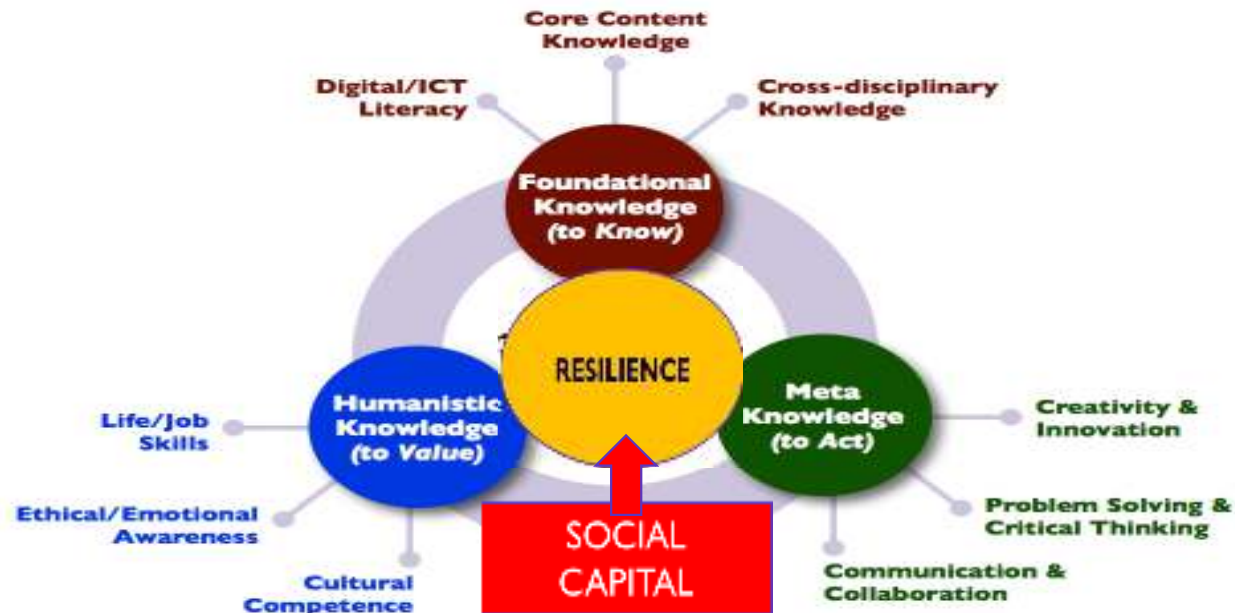 Core Content
Knowledge
Digital/ICT
Literacy
Cross-disciplinary
Knowledge
Foundational
Knowledge
(to Know)
RESILIENCE
Humanistic
Knowledge
(to Value)
Meta
Knowledge
(to Act)
Life/Job
Skills
Ethical/Emotional
Awareness
Cultural
Competence
Creativity &
Innovation
Problem Solving &
Critical Thinking
Communication &
Collaboration
SOCIAL
CAPITAL